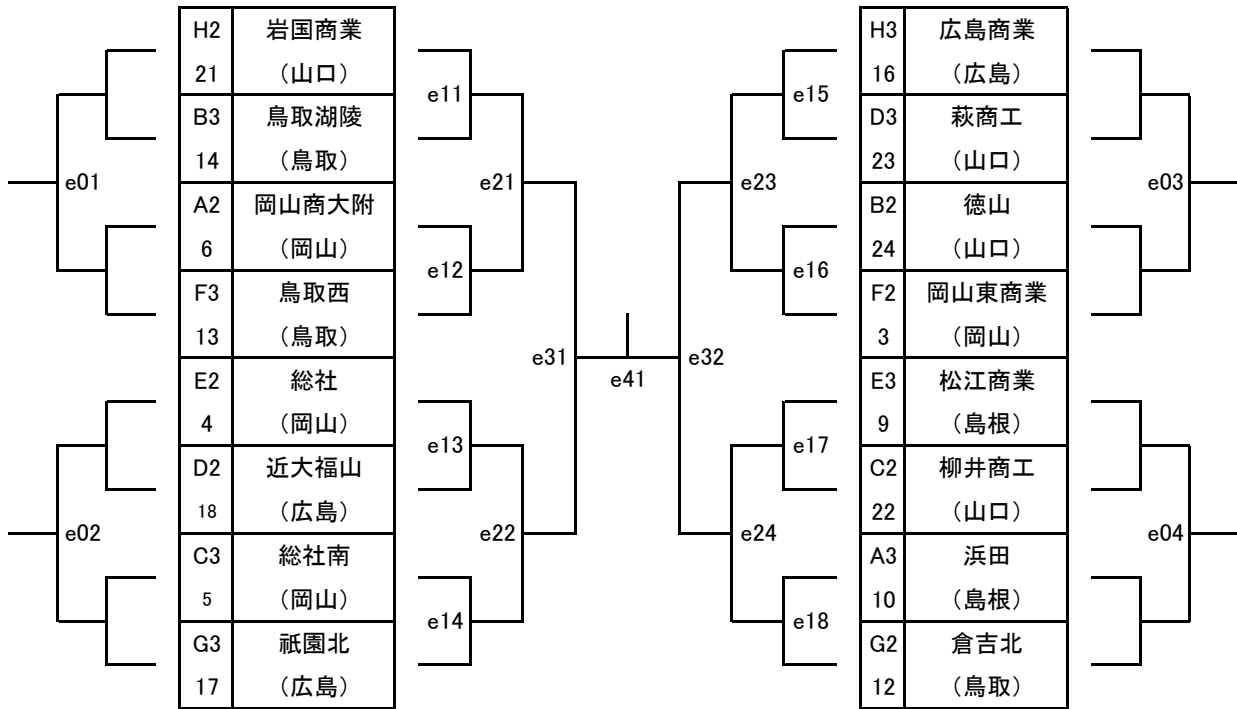 H2 岩国商業
21 (山口)
B3 鳥取湖陵
14 (鳥取)
A2 岡山商大附
6 (岡山)
F3 鳥取西
13 (鳥取)
E2 総社
4 (岡山)
D2 近大福山
18 (広島)
C3 総社南
5 (岡山)
G3 祇園北
17 (広島)
e01
e02
e11
e12
e13
e14
e21
e22
e31
e41
e32
e23
e24
e15
e16
e17
e18
H3 広島商業
16 (広島)
D3 萩商工
23 (山口)
B2 徳山
24 (山口)
F2 岡山東商業
3 (岡山)
E3 松江商業
9 (島根)
C2 柳井商工
22 (山口)
A3 浜田
10 (島根)
G2 倉吉北
12 (鳥取)
e03
e04